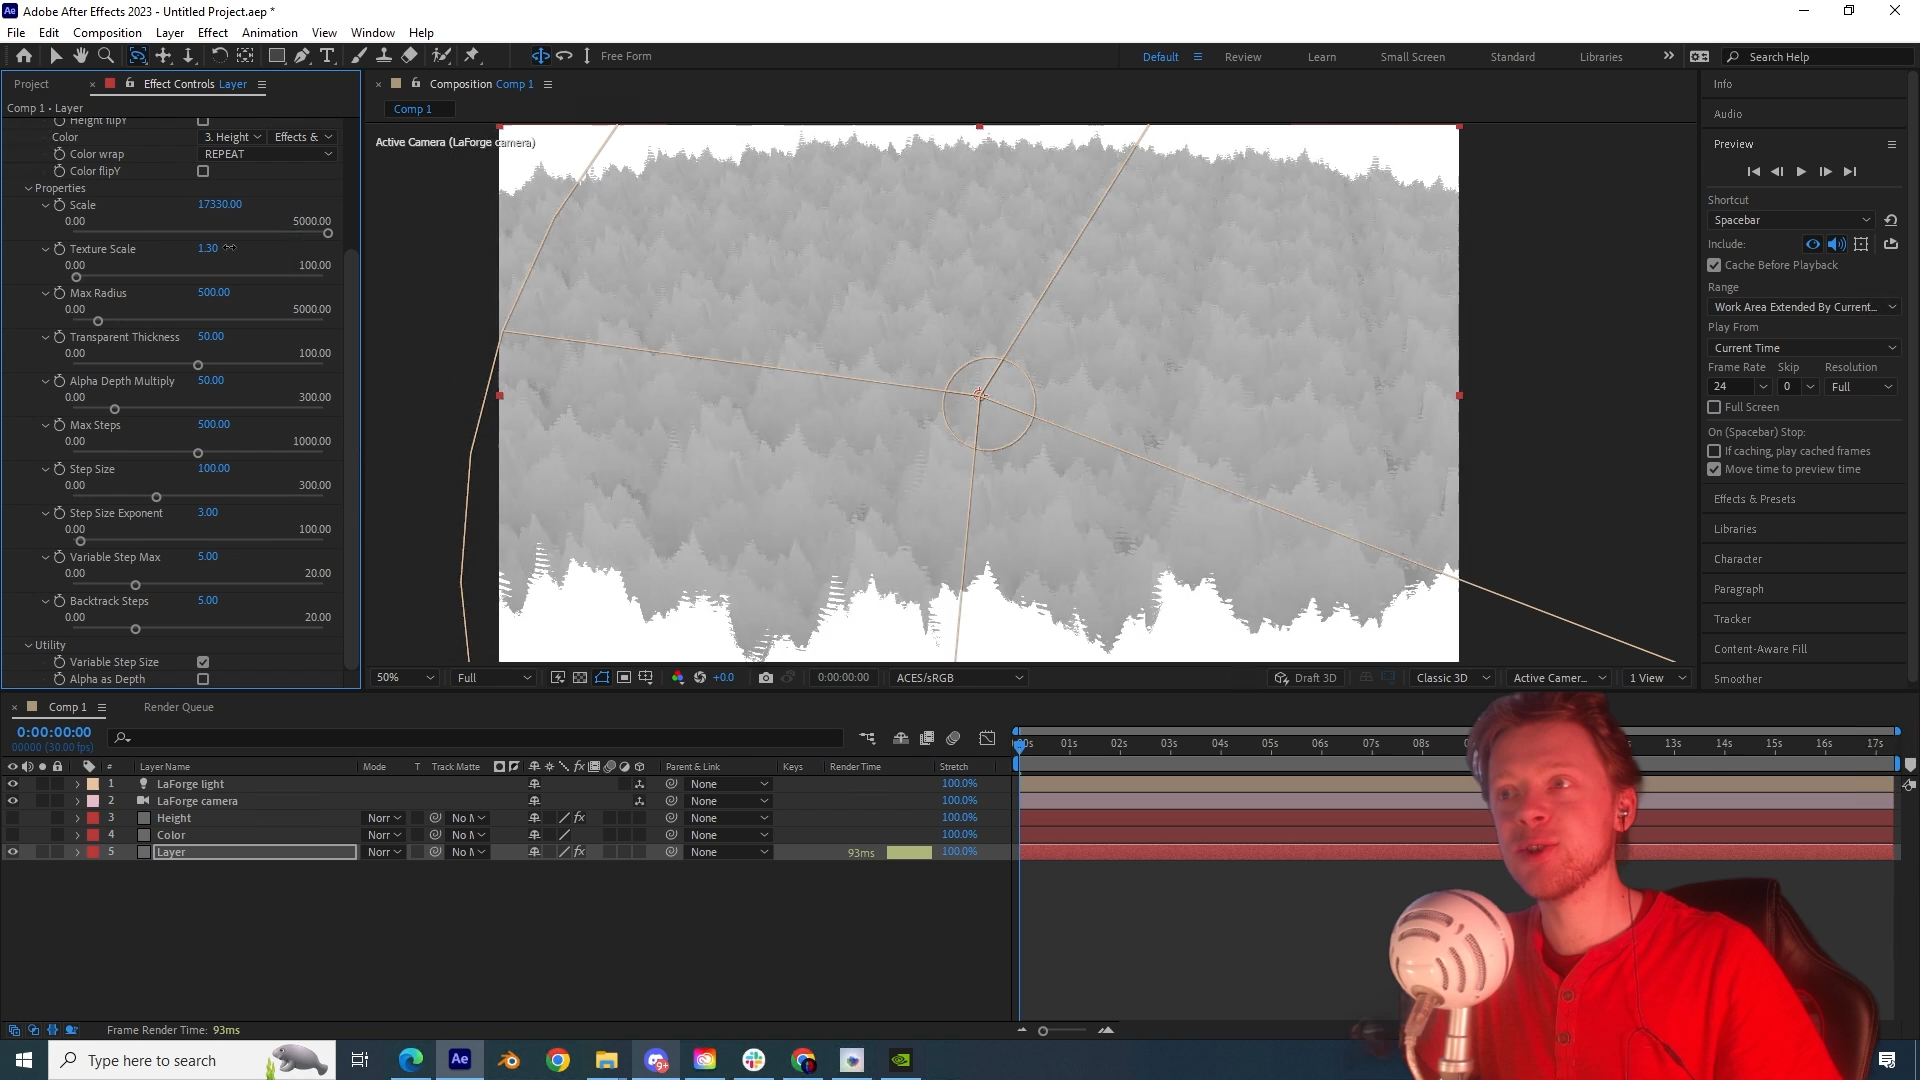 Adobe After Effects 2023 - Untitled Project.aep *
File Edit Composition Layer Effect Animation View Window Help
Free Form
Default Review Learn Small Screen Standard Libraries
Search Help
Project
Effect Controls Layer
Comp 1 • Layer
Height flipY
Color 3. Height Effects &
Color wrap REPEAT
Color flipY
Properties
Scale 17330.00
0.00 5000.00
Texture Scale 1.30
0.00 100.00
Max Radius 500.00
0.00 5000.00
Transparent Thickness 50.00
0.00 100.00
Alpha Depth Multiply 50.00
0.00 300.00
Max Steps 500.00
0.00 1000.00
Step Size 100.00
0.00 300.00
Step Size Exponent 3.00
0.00 100.00
Variable Step Max 5.00
0.00 20.00
Backtrack Steps 5.00
0.00 20.00
Utility
Variable Step Size
Alpha as Depth
Composition Comp 1
Comp 1
Active Camera (LaForge camera)
50% Full +0.0 0:00:00:00 ACES/sRGB Draft 3D Classic 3D Active Camer... 1 View
Info
Audio
Preview
Shortcut
Spacebar
Include:
Cache Before Playback
Range
Work Area Extended By Current...
Play From
Current Time
Frame Rate Skip Resolution
24 0 Full
Full Screen
On (Spacebar) Stop:
If caching, play cached frames
Move time to preview time
Effects & Presets
Libraries
Character
Paragraph
Tracker
Content-Aware Fill
Smoother
Comp 1
Render Queue
0:00:00:00
00000 (30.00 fps)
# Layer Name Mode T Track Matte Parent & Link Keys Render Time Stretch
1 LaForge light None 100.0%
2 LaForge camera None 100.0%
3 Height Norr No M None 100.0%
4 Color Norr No M None 100.0%
5 Layer Norr No M None 93ms 100.0%
01s 02s 03s 04s 05s 06s 07s 08s 13s 14s 15s 16s 17s
Frame Render Time: 93ms
Type here to search
Ae
9+